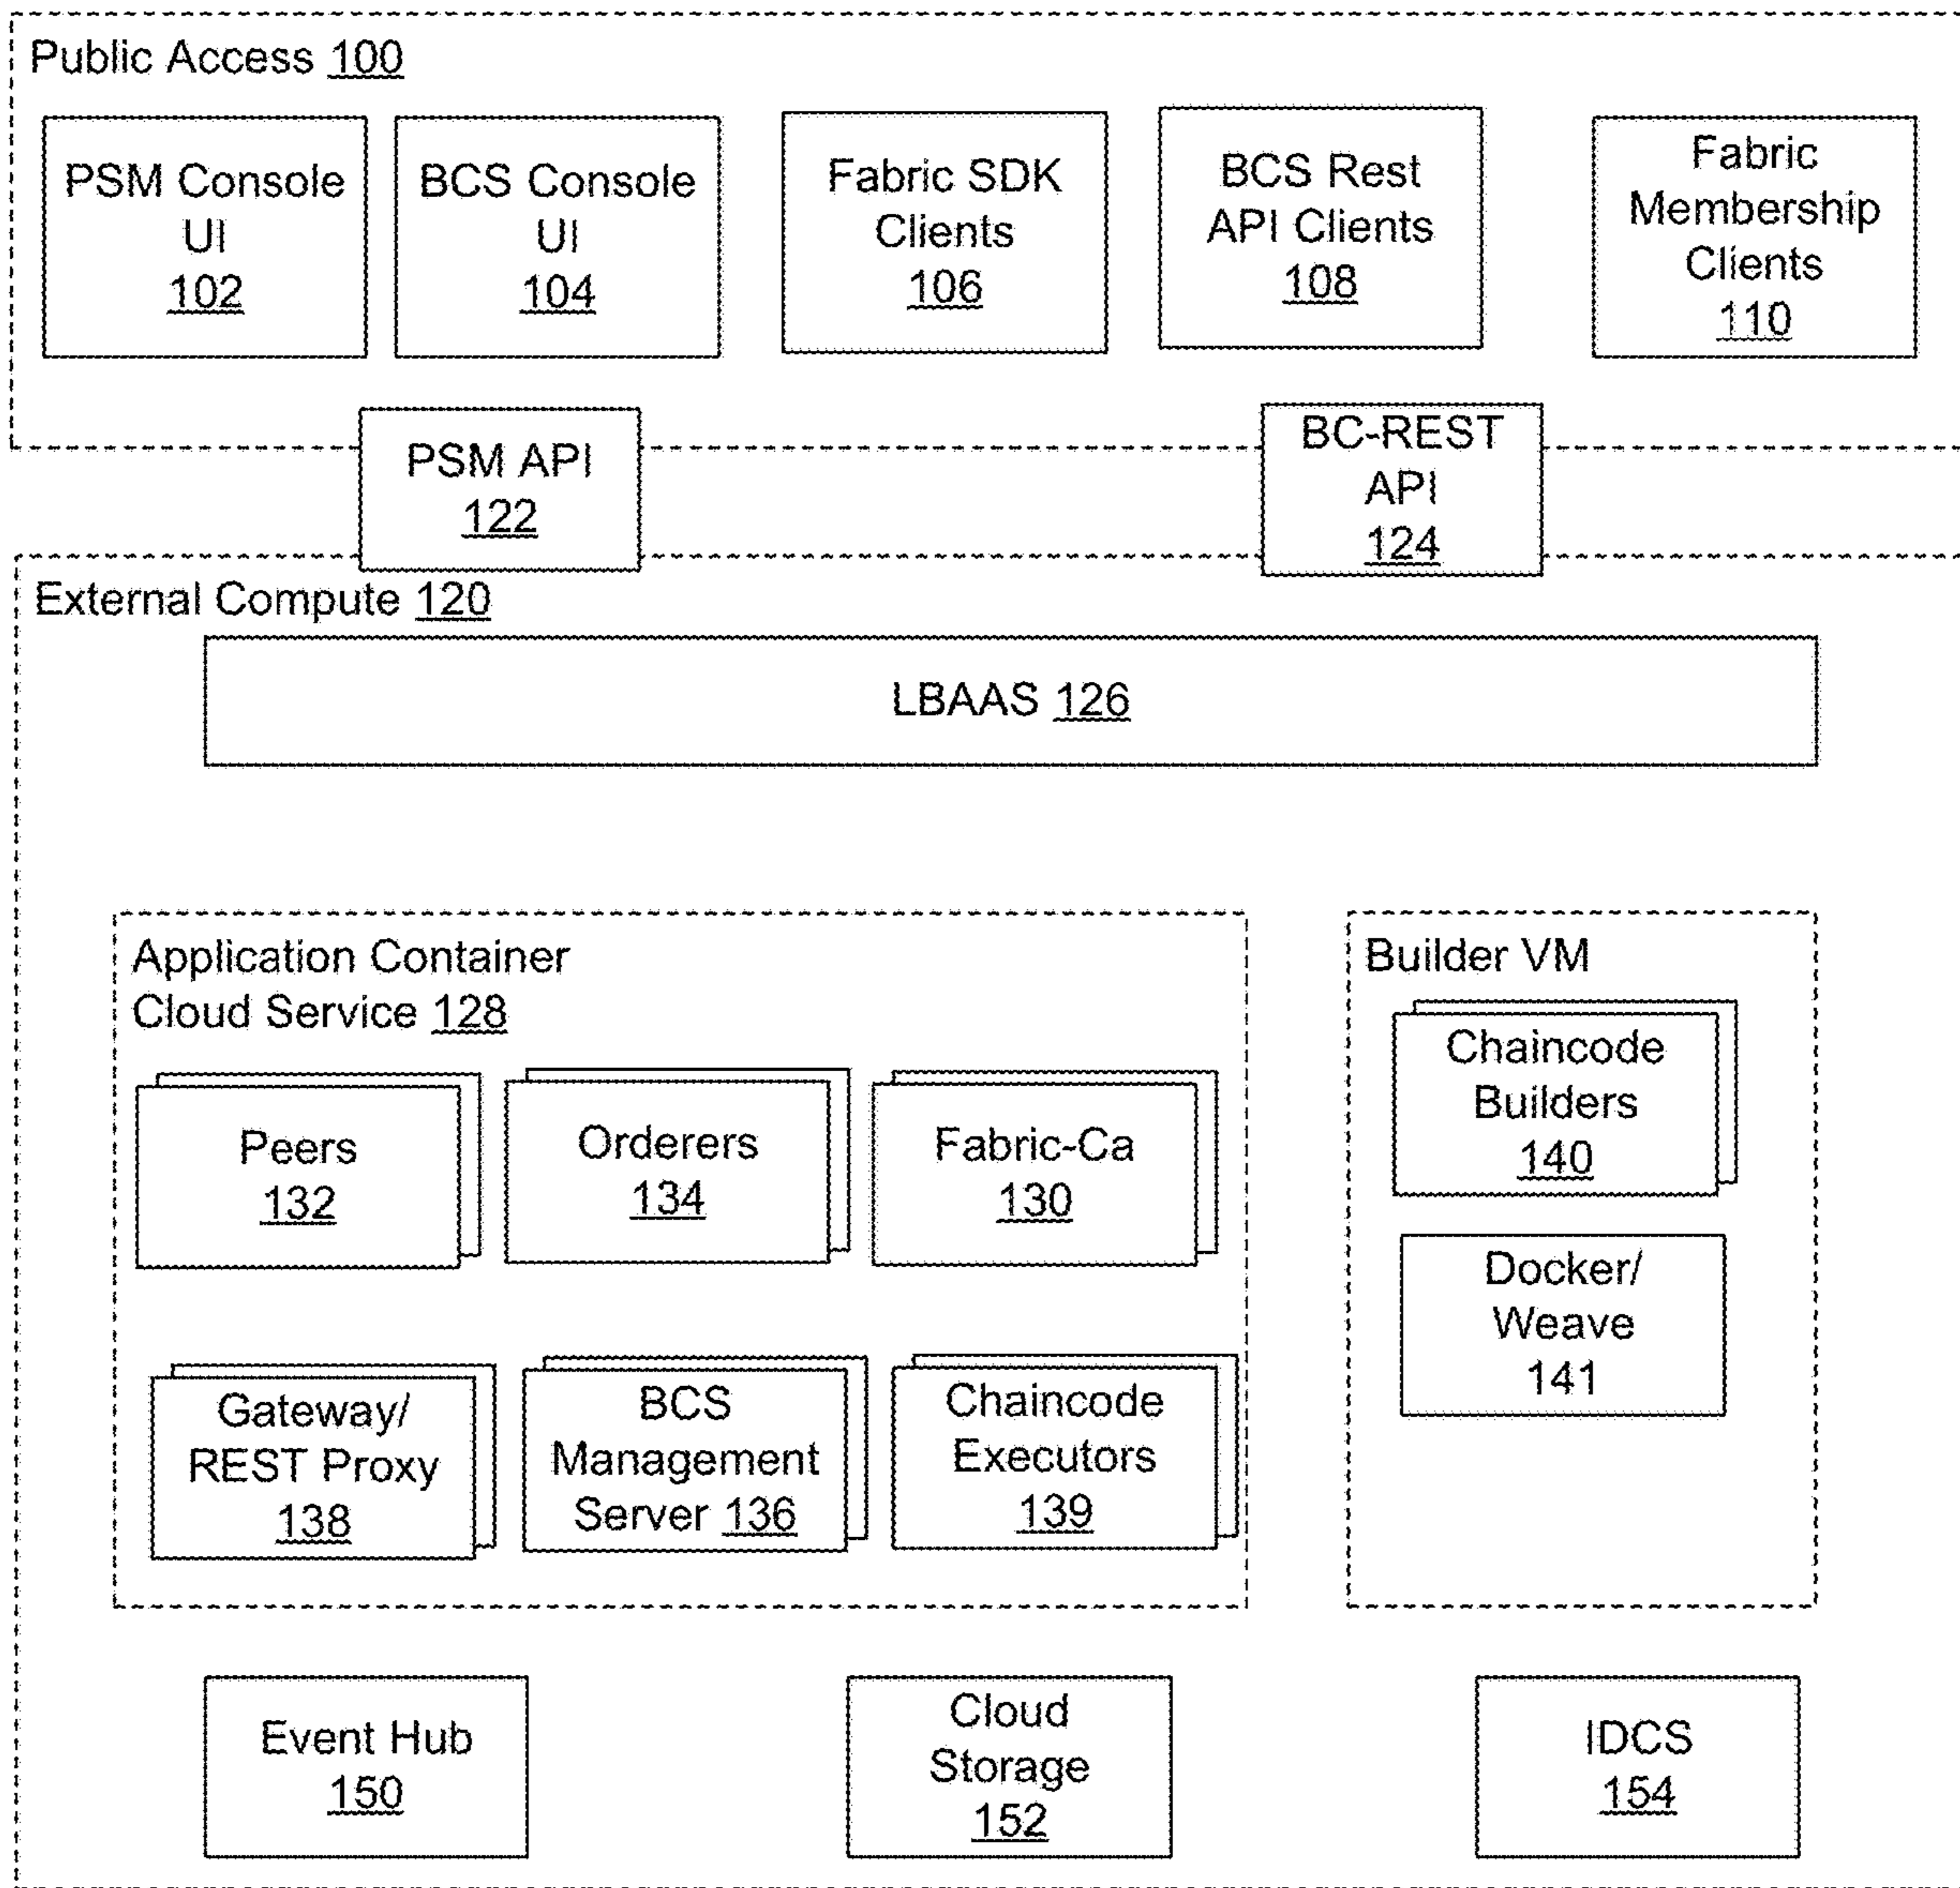 Public Access 100
PSM Console
UI
102
BCS Console
UI
104
Fabric SDK
Clients
106
BCS Rest
API Clients
108
Fabric
Membership
Clients
110
PSM API
122
BC-REST
API
124
External Compute 120
LBAAS 126
Application Container
Cloud Service 128
Peers
132
Orderers
134
Fabric-Ca
130
Gateway/
REST Proxy
138
BCS
Management
Server 136
Chaincode
Executors
139
Builder VM
Chaincode
Builders
140
Docker/
Weave
141
Event Hub
150
Cloud
Storage
152
IDCS
154